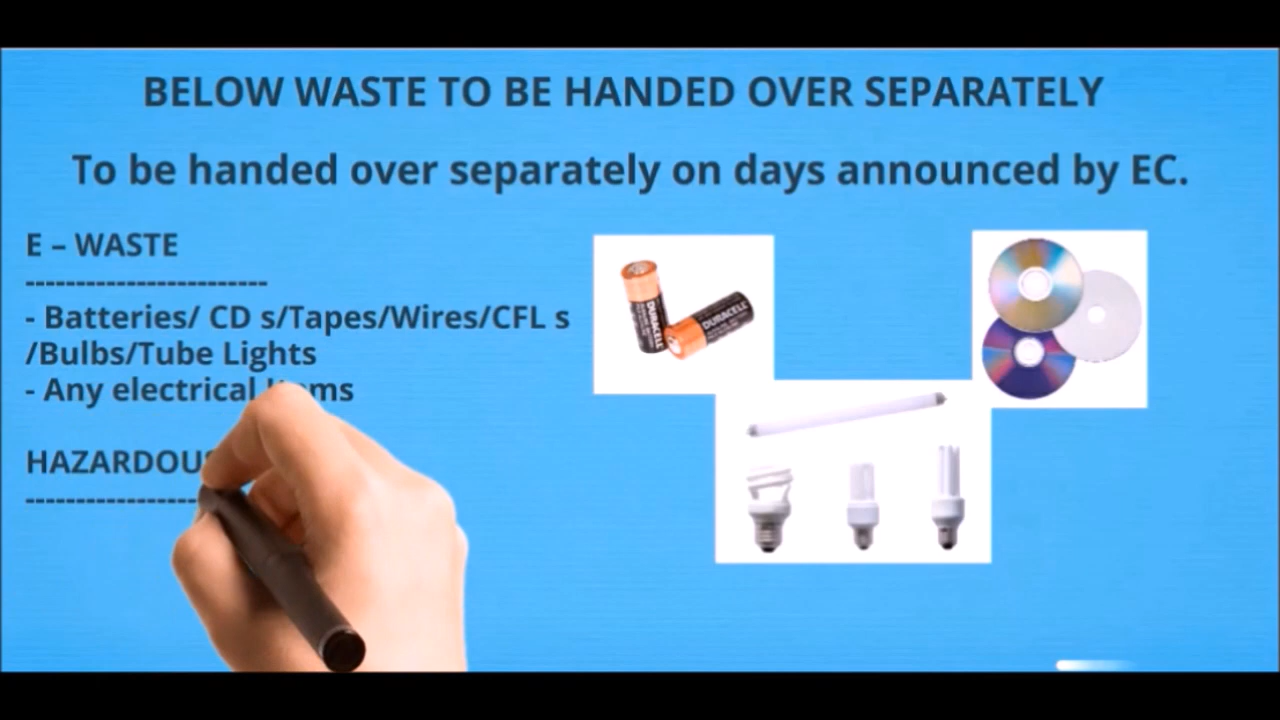 BELOW WASTE TO BE HANDED OVER SEPARATELY
To be handed over separately on days announced by EC.
E – WASTE
------------------------
- Batteries/ CD s/Tapes/Wires/CFL s
/Bulbs/Tube Lights
- Any electrical
HAZARDOUS
-----------------
DURACELL
DURACELL